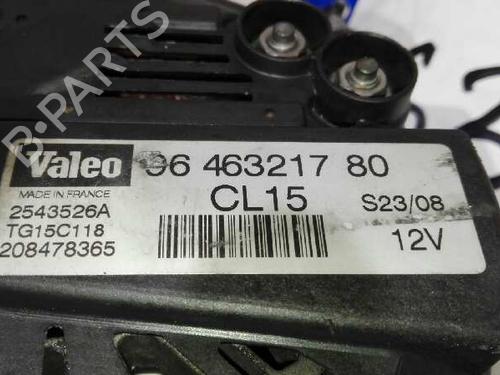 B-PARTS
Valeo
96 463217 80
MADE IN FRANCE
CL15
S23/08
2543526A
TG15C118
12V
208478365